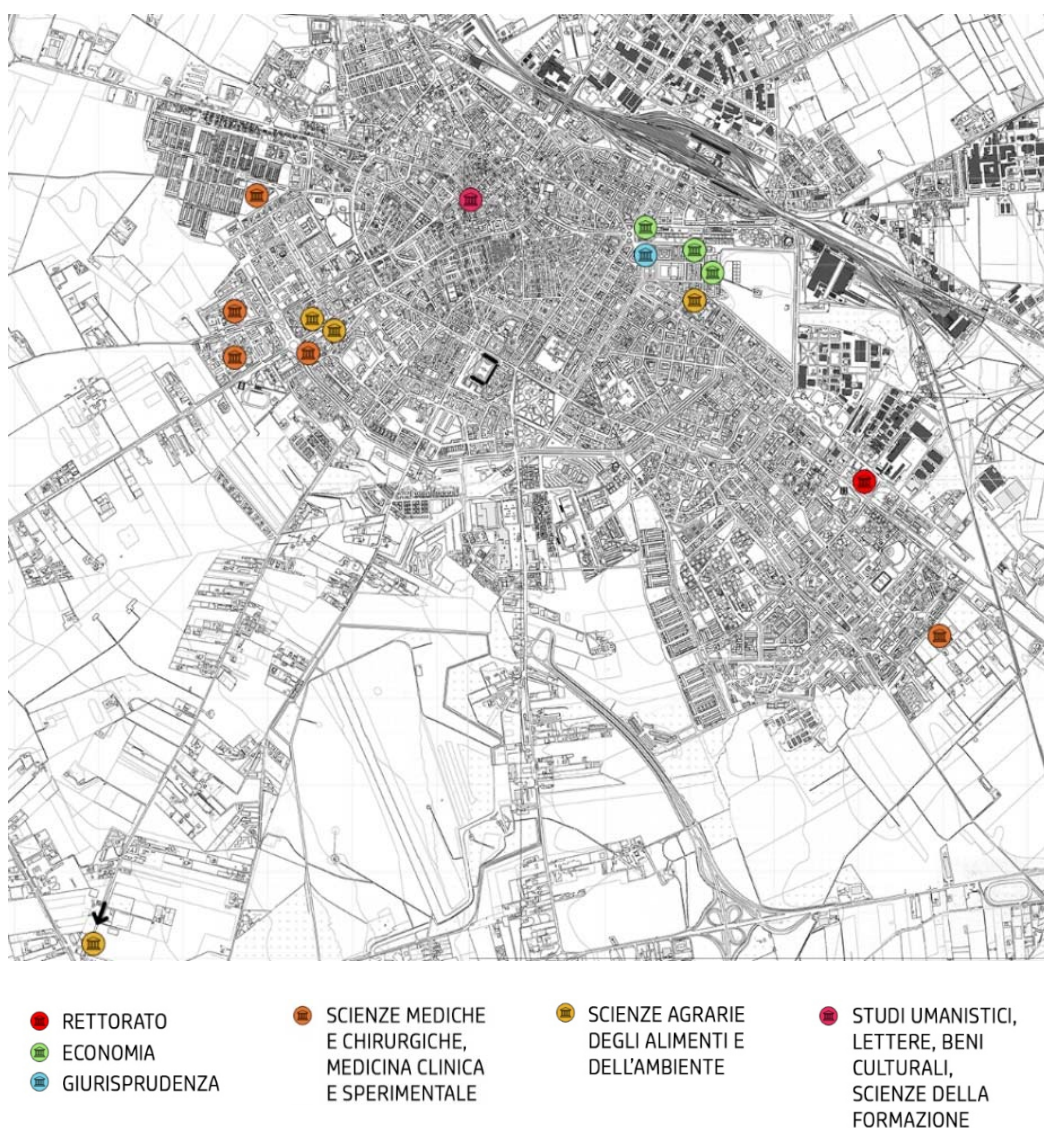 RETTORATO
ECONOMIA
GIURISPRUDENZA
SCIENZE MEDICHE
E CHIRURGICHE,
MEDICINA CLINICA
E SPERIMENTALE
SCIENZE AGRARIE
DEGLI ALIMENTI E
DELL'AMBIENTE
STUDI UMANISTICI,
LETTERE, BENI
CULTURALI,
SCIENZE DELLA
FORMAZIONE